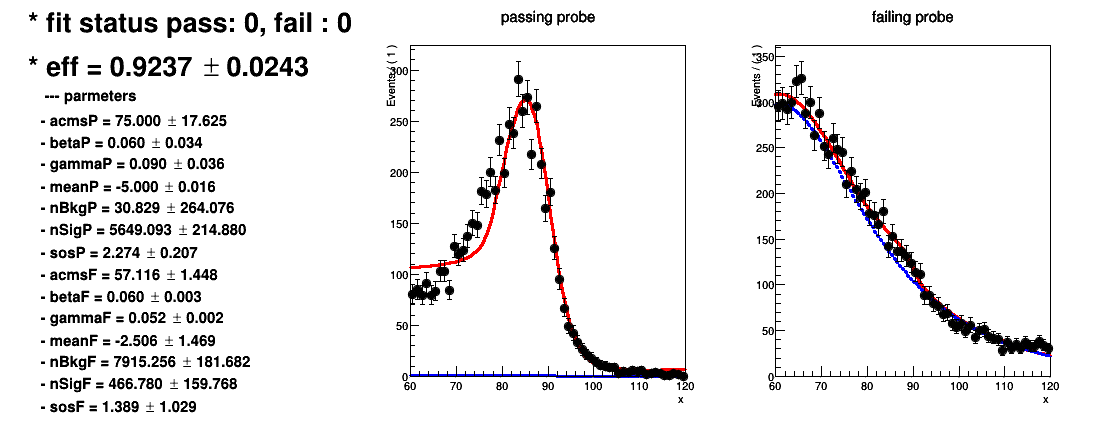 * fit status pass: 0, fail : 0
* eff = 0.9237 ± 0.0243
--- parmeters
- acmsP = 75.000 ± 17.625
- betaP = 0.060 ± 0.034
- gammaP = 0.090 ± 0.036
- meanP = -5.000 ± 0.016
- nBkgP = 30.829 ± 264.076
- nSigP = 5649.093 ± 214.880
- sosP = 2.274 ± 0.207
- acmsF = 57.116 ± 1.448
- betaF = 0.060 ± 0.003
- gammaF = 0.052 ± 0.002
- meanF = -2.506 ± 1.469
- nBkgF = 7915.256 ± 181.682
- nSigF = 466.780 ± 159.768
- sosF = 1.389 ± 1.029
passing probe
Events / ( 1 )
300
250
200
150
100
50
0
60 70 80 90 100 110 120
x
failing probe
Events / ( 1 )
350
300
250
200
150
100
50
0
60 70 80 90 100 110 120
x